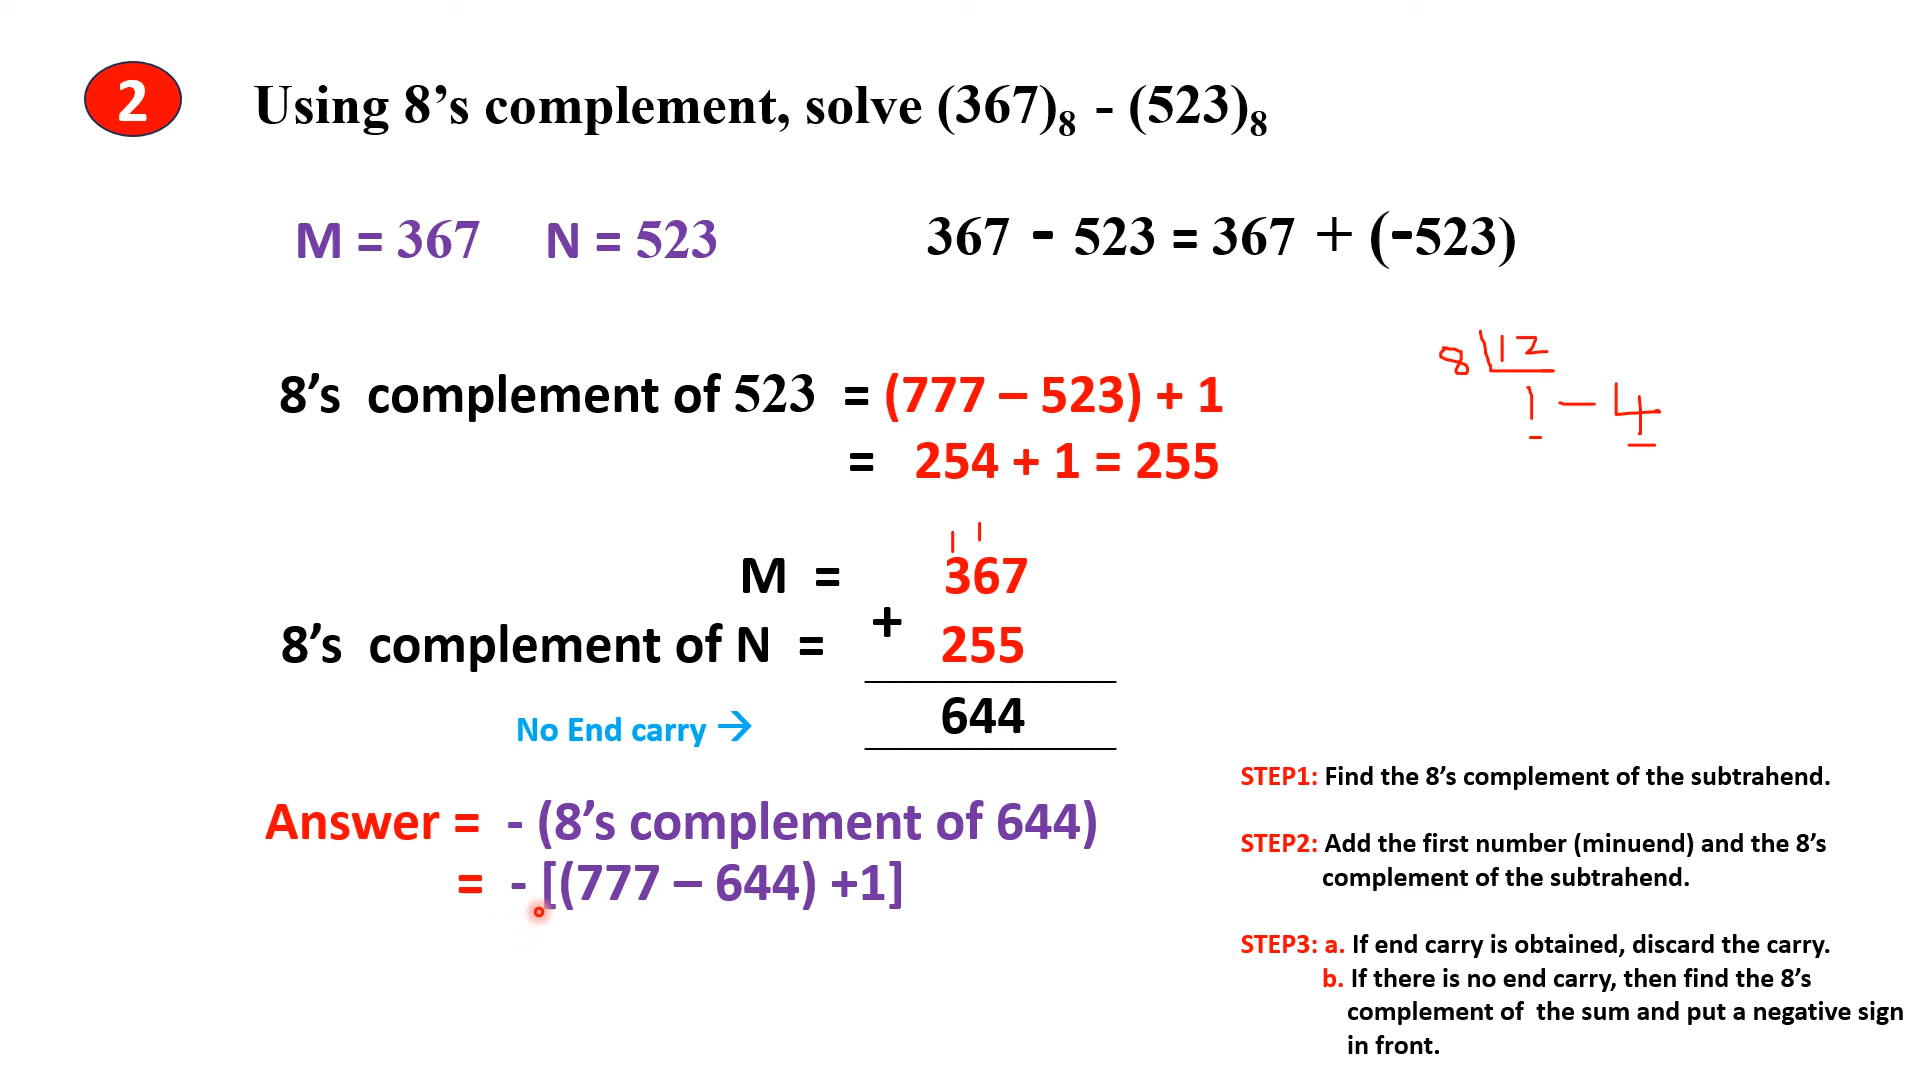 2
Using 8’s complement, solve (367)₈ - (523)₈
M = 367 N = 523
367 - 523 = 367 + (-523)
8’s complement of 523 = (777 – 523) + 1
= 254 + 1 = 255
8 12
1 – 4
1 1
M = 367
+
8’s complement of N = 255
No End carry → 644
Answer = - (8’s complement of 644)
= - [(777 – 644) +1]
STEP1: Find the 8’s complement of the subtrahend.
STEP2: Add the first number (minuend) and the 8’s
complement of the subtrahend.
STEP3: a. If end carry is obtained, discard the carry.
b. If there is no end carry, then find the 8’s
complement of the sum and put a negative sign
in front.